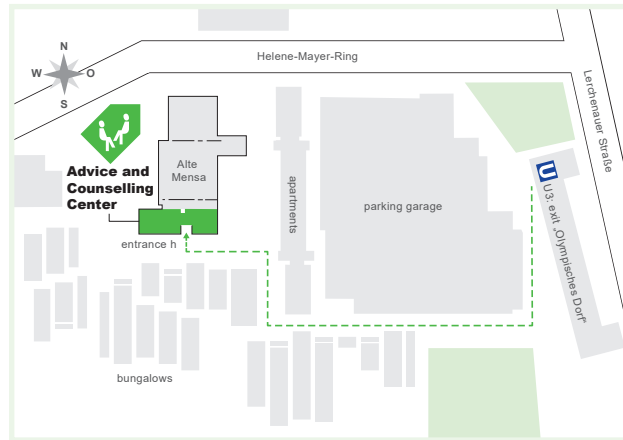 N
W O
S
Helene-Mayer-Ring
Lerchenauer Straße
Advice and
Counselling
Center
Alte
Mensa
apartments
parking garage
U
U3: exit „Olympisches Dorf"
entrance h
bungalows